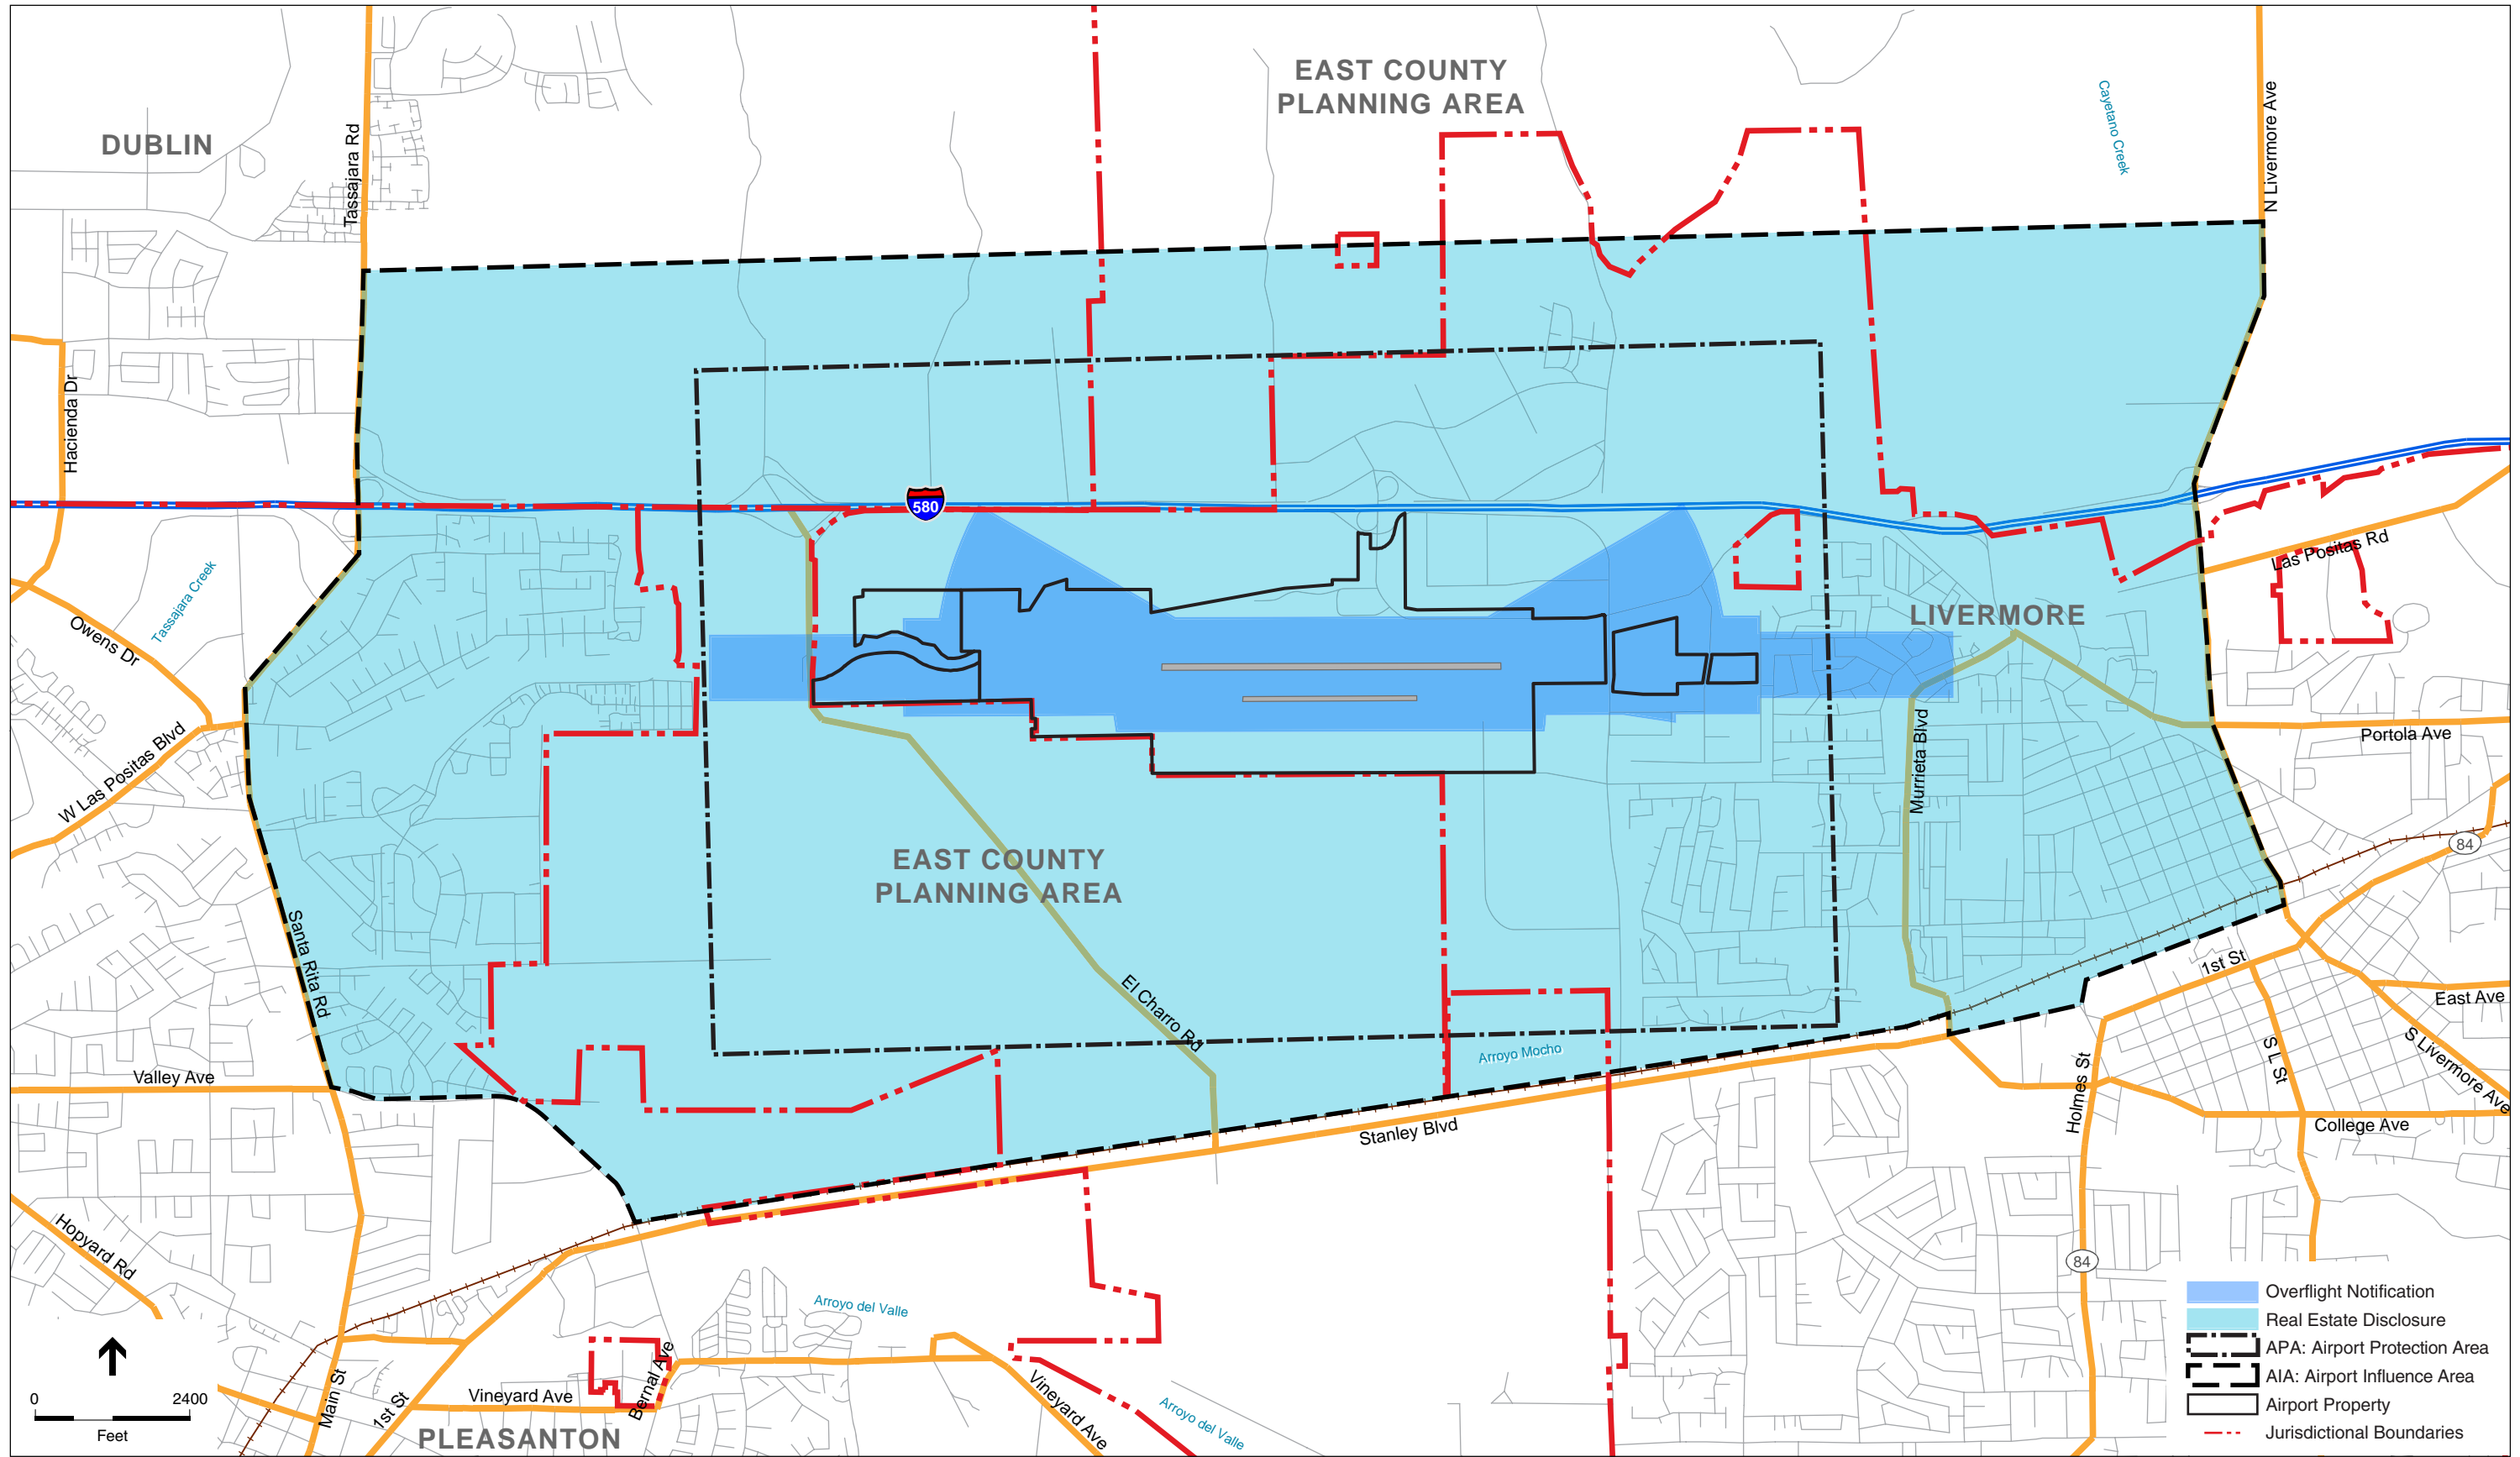 EAST COUNTY
PLANNING AREA
DUBLIN
Tassajara Rd
Cayetano Creek
N Livermore Ave
Hacienda Dr
580
Las Positas Rd
Tassajara Creek
Owens Dr
LIVERMORE
W Las Positas Blvd
Portola Ave
Murrieta Blvd
84
EAST COUNTY
PLANNING AREA
Santa Rita Rd
El Charro Rd
1st St
East Ave
S Livermore Ave
S L St
Arroyo Mocho
Valley Ave
Holmes St
College Ave
Stanley Blvd
Hopyard Rd
84
Arroyo del Valle
Main St
1st St
Vineyard Ave
Bernal Ave
Vineyard Ave
Arroyo del Valle
PLEASANTON
0
2400
Feet
Overflight Notification
Real Estate Disclosure
APA: Airport Protection Area
AIA: Airport Influence Area
Airport Property
Jurisdictional Boundaries